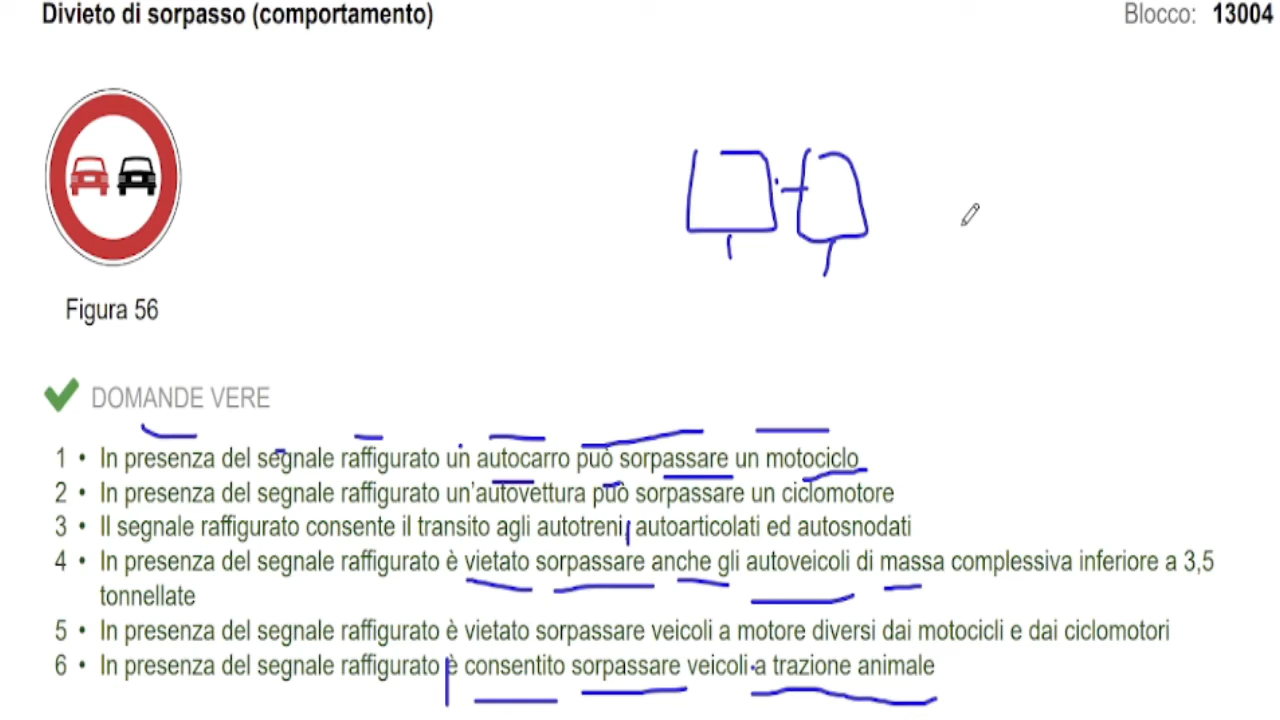 Divieto di sorpasso (comportamento) Blocco: 13004
Figura 56
DOMANDE VERE
1 • In presenza del segnale raffigurato un autocarro può sorpassare un motociclo
2 • In presenza del segnale raffigurato un'autovettura può sorpassare un ciclomotore
3 • Il segnale raffigurato consente il transito agli autotreni, autoarticolati ed autosnodati
4 • In presenza del segnale raffigurato è vietato sorpassare anche gli autoveicoli di massa complessiva inferiore a 3,5
tonnellate
5 • In presenza del segnale raffigurato è vietato sorpassare veicoli a motore diversi dai motocicli e dai ciclomotori
6 • In presenza del segnale raffigurato è consentito sorpassare veicoli a trazione animale